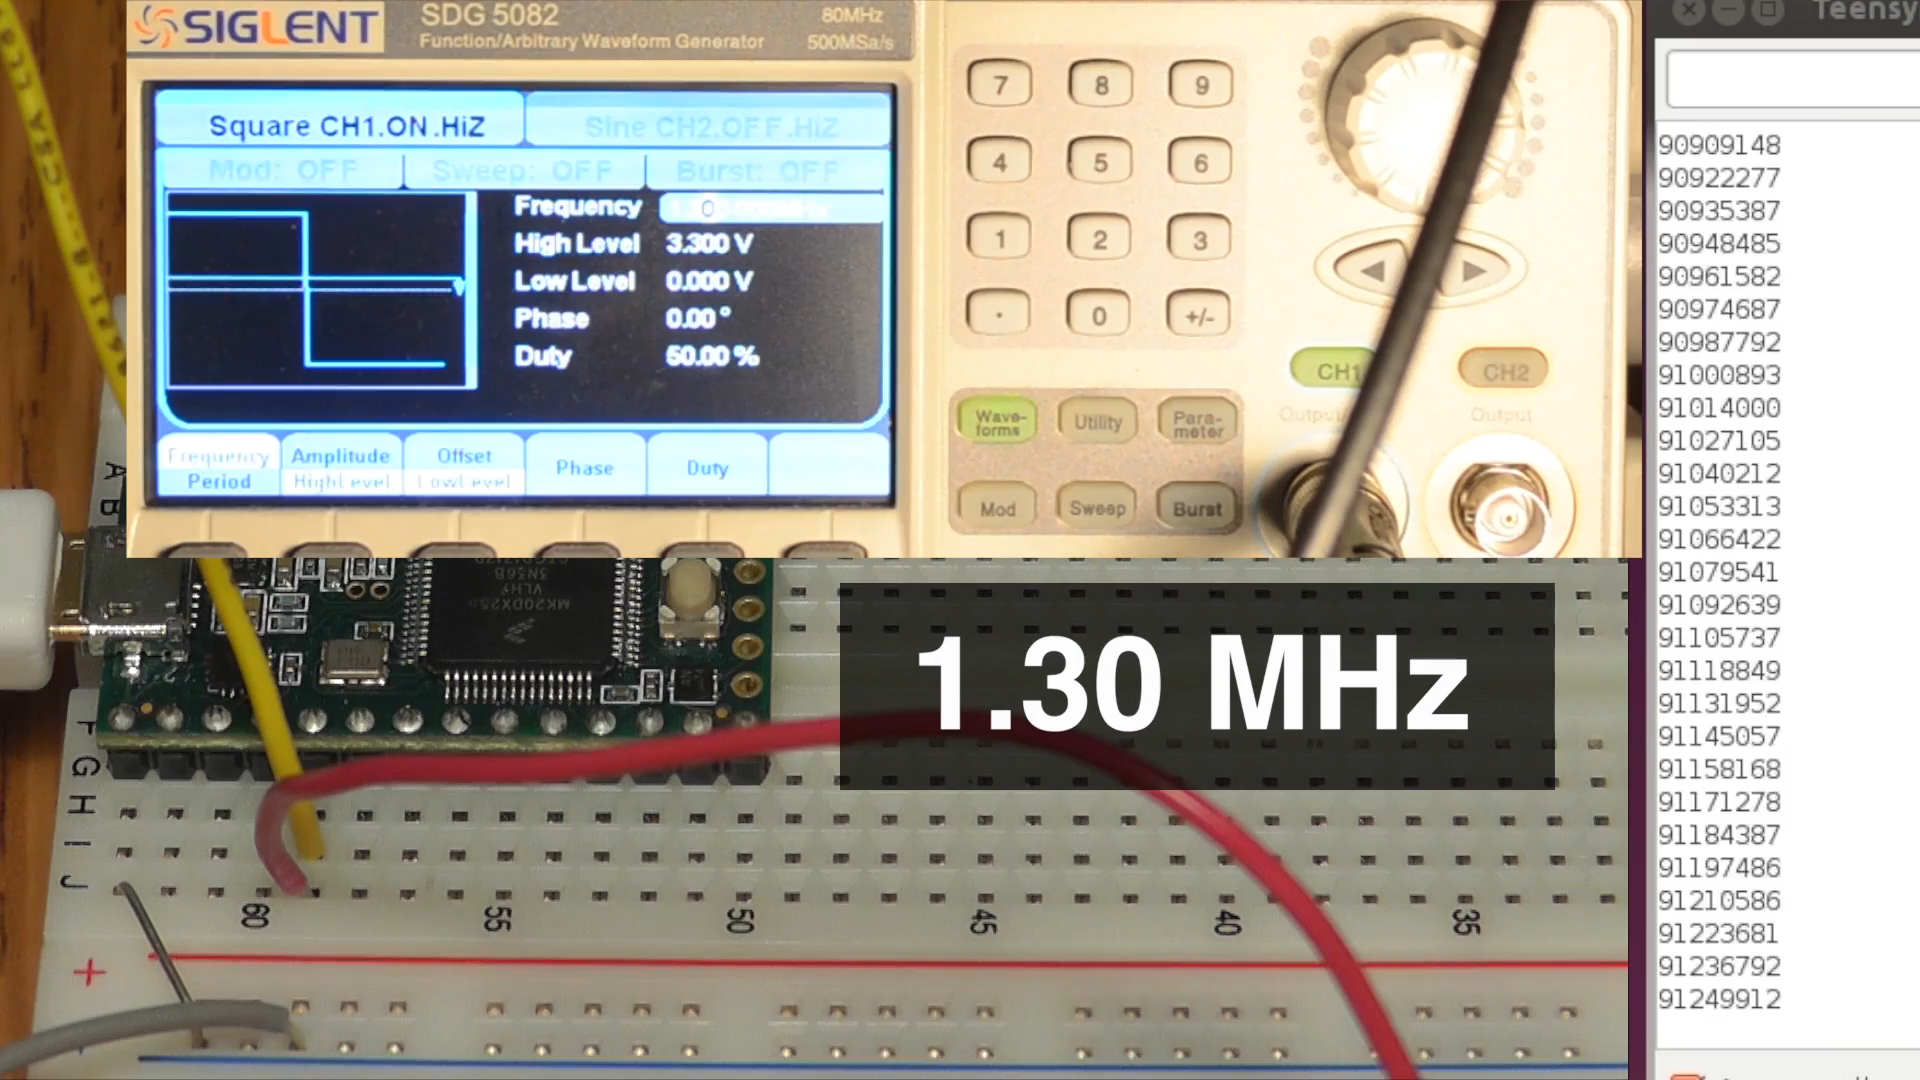 SIGLENT
SDG 5082
Function/Arbitrary Waveform Generator
80MHz
500MSa/s
Square CH1.ON.HiZ
Sine CH2.OFF.HiZ
Mod: OFF
Sweep: OFF
Burst: OFF
Frequency
High Level 3.300 V
Low Level 0.000 V
Phase 0.00 °
Duty 50.00 %
Frequency
Period
Amplitude
HighLevel
Offset
LowLevel
Phase
Duty
7 8 9
4 5 6
1 2 3
. 0 +/-
CH1
CH2
Output
Output
Wave-
forms
Utility
Para-
meter
Mod
Sweep
Burst
Teensy
90909148
90922277
90935387
90948485
90961582
90974687
90987792
91000893
91014000
91027105
91040212
91053313
91066422
91079541
91092639
91105737
91118849
91131952
91145057
91158168
91171278
91184387
91197486
91210586
91223681
91236792
91249912
1.30 MHz
MK20DX256
VLH7
3N56B
A
B
F
G
H
I
J
60
55
50
45
40
35
+